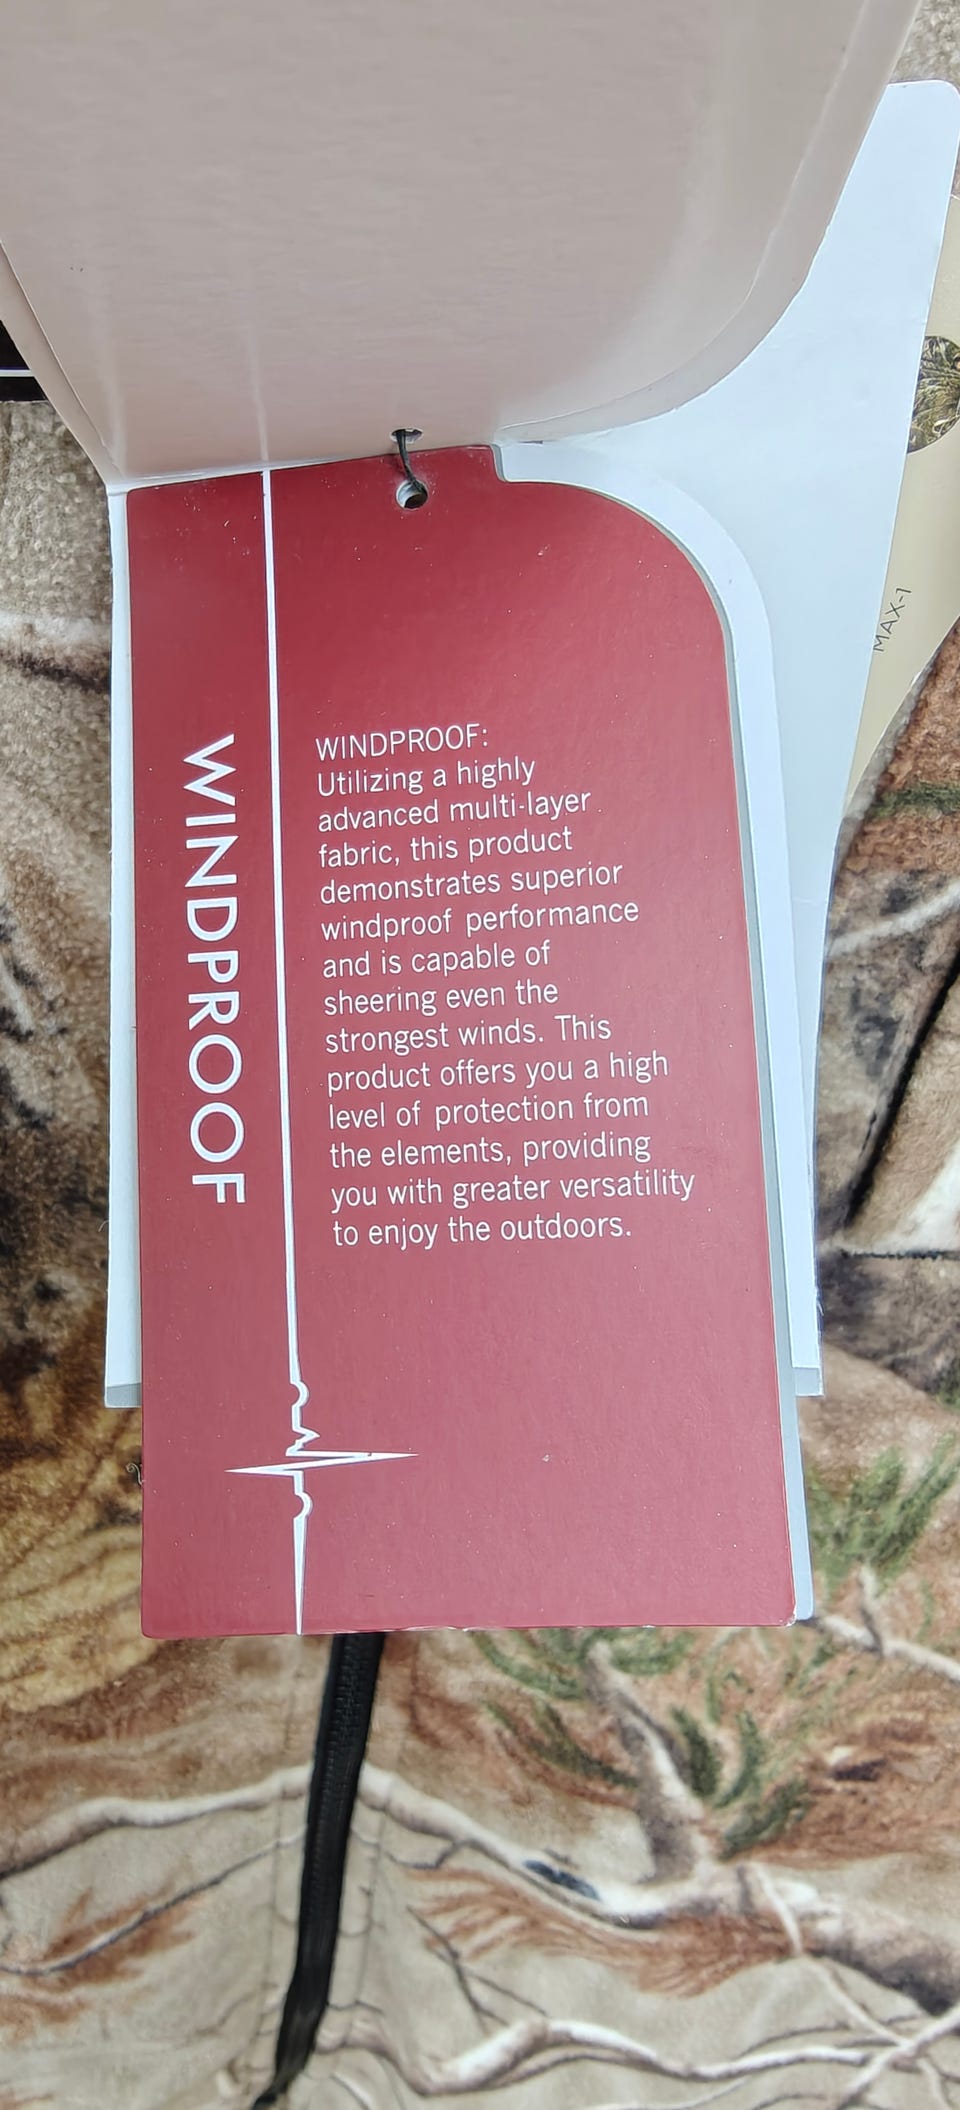 WINDPROOF
WINDPROOF:
Utilizing a highly
advanced multi-layer
fabric, this product
demonstrates superior
windproof performance
and is capable of
sheering even the
strongest winds. This
product offers you a high
level of protection from
the elements, providing
you with greater versatility
to enjoy the outdoors.
MAX-1